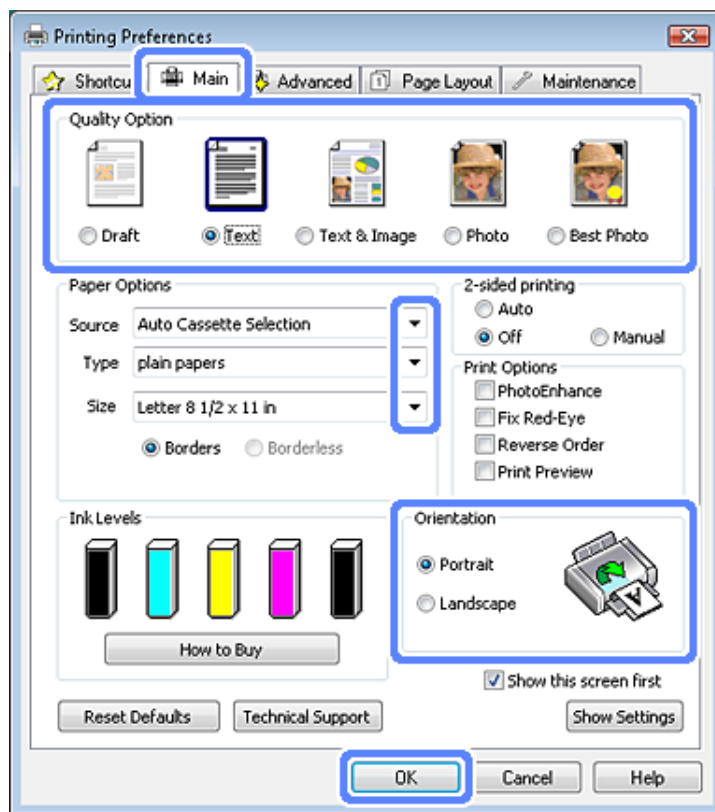 Printing Preferences
Shortcu Main Advanced 1 Page Layout Maintenance
Quality Option
Draft Text Text & Image Photo Best Photo
Paper Options
Source Auto Cassette Selection
Type plain papers
Size Letter 8 1/2 x 11 in
Borders Borderless
2-sided printing
Auto
Off Manual
Print Options
PhotoEnhance
Fix Red-Eye
Reverse Order
Print Preview
Ink Levels
How to Buy
Orientation
Portrait
Landscape
A
Show this screen first
Reset Defaults Technical Support Show Settings
OK Cancel Help